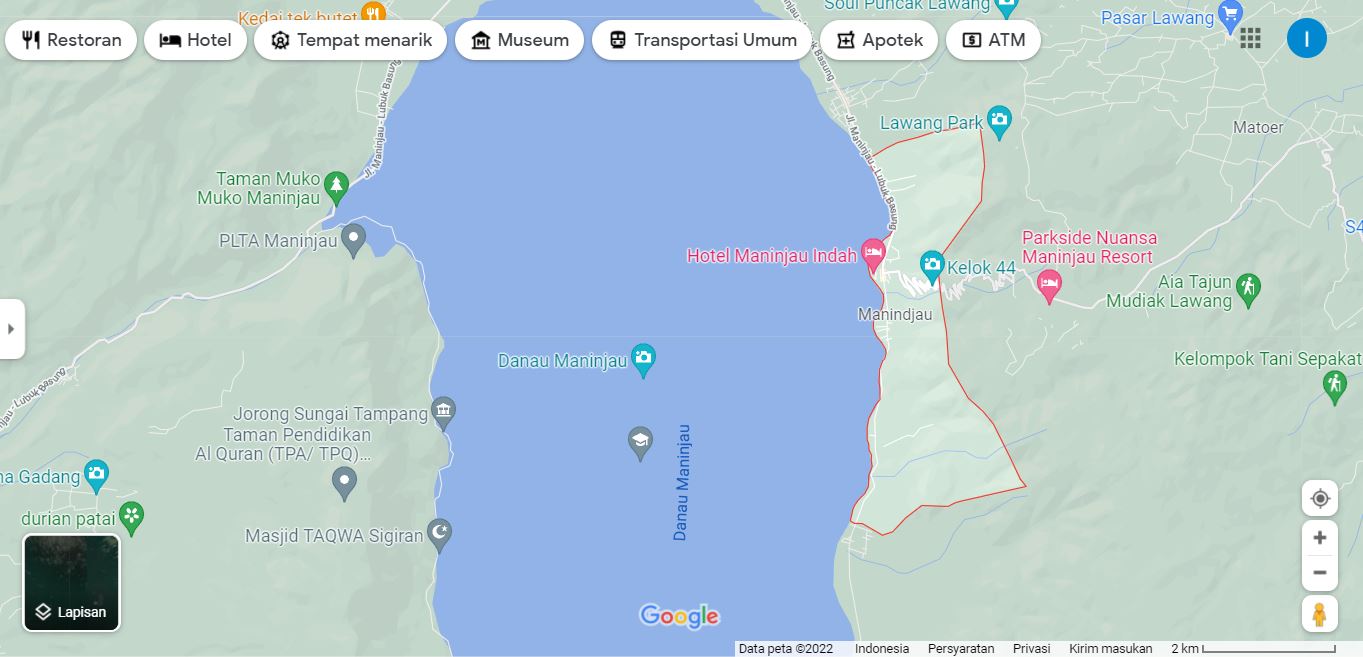 Kedai tek butet
Soul Puncak Lawang
Pasar Lawang
Restoran
Hotel
Tempat menarik
Museum
Transportasi Umum
Apotek
ATM
I
Jl. Maninjau - Lubuk Basung
Jl. Maninjau - Lubuk Basung
Lawang Park
Matoer
Taman Muko
Muko Maninjau
PLTA Maninjau
Hotel Maninjau Indah
Kelok 44
Parkside Nuansa
Maninjau Resort
Aia Tajun
Mudiak Lawang
Manindjau
Danau Maninjau
Kelompok Tani Sepakat
njau - Lubuk Basung
Jorong Sungai Tampang
Taman Pendidikan
Al Quran (TPA/ TPQ)...
Danau Maninjau
na Gadang
durian patai
Masjid TAQWA Sigiran
Lapisan
Google
Data peta ©2022
Indonesia
Persyaratan
Privasi
Kirim masukan
2 km